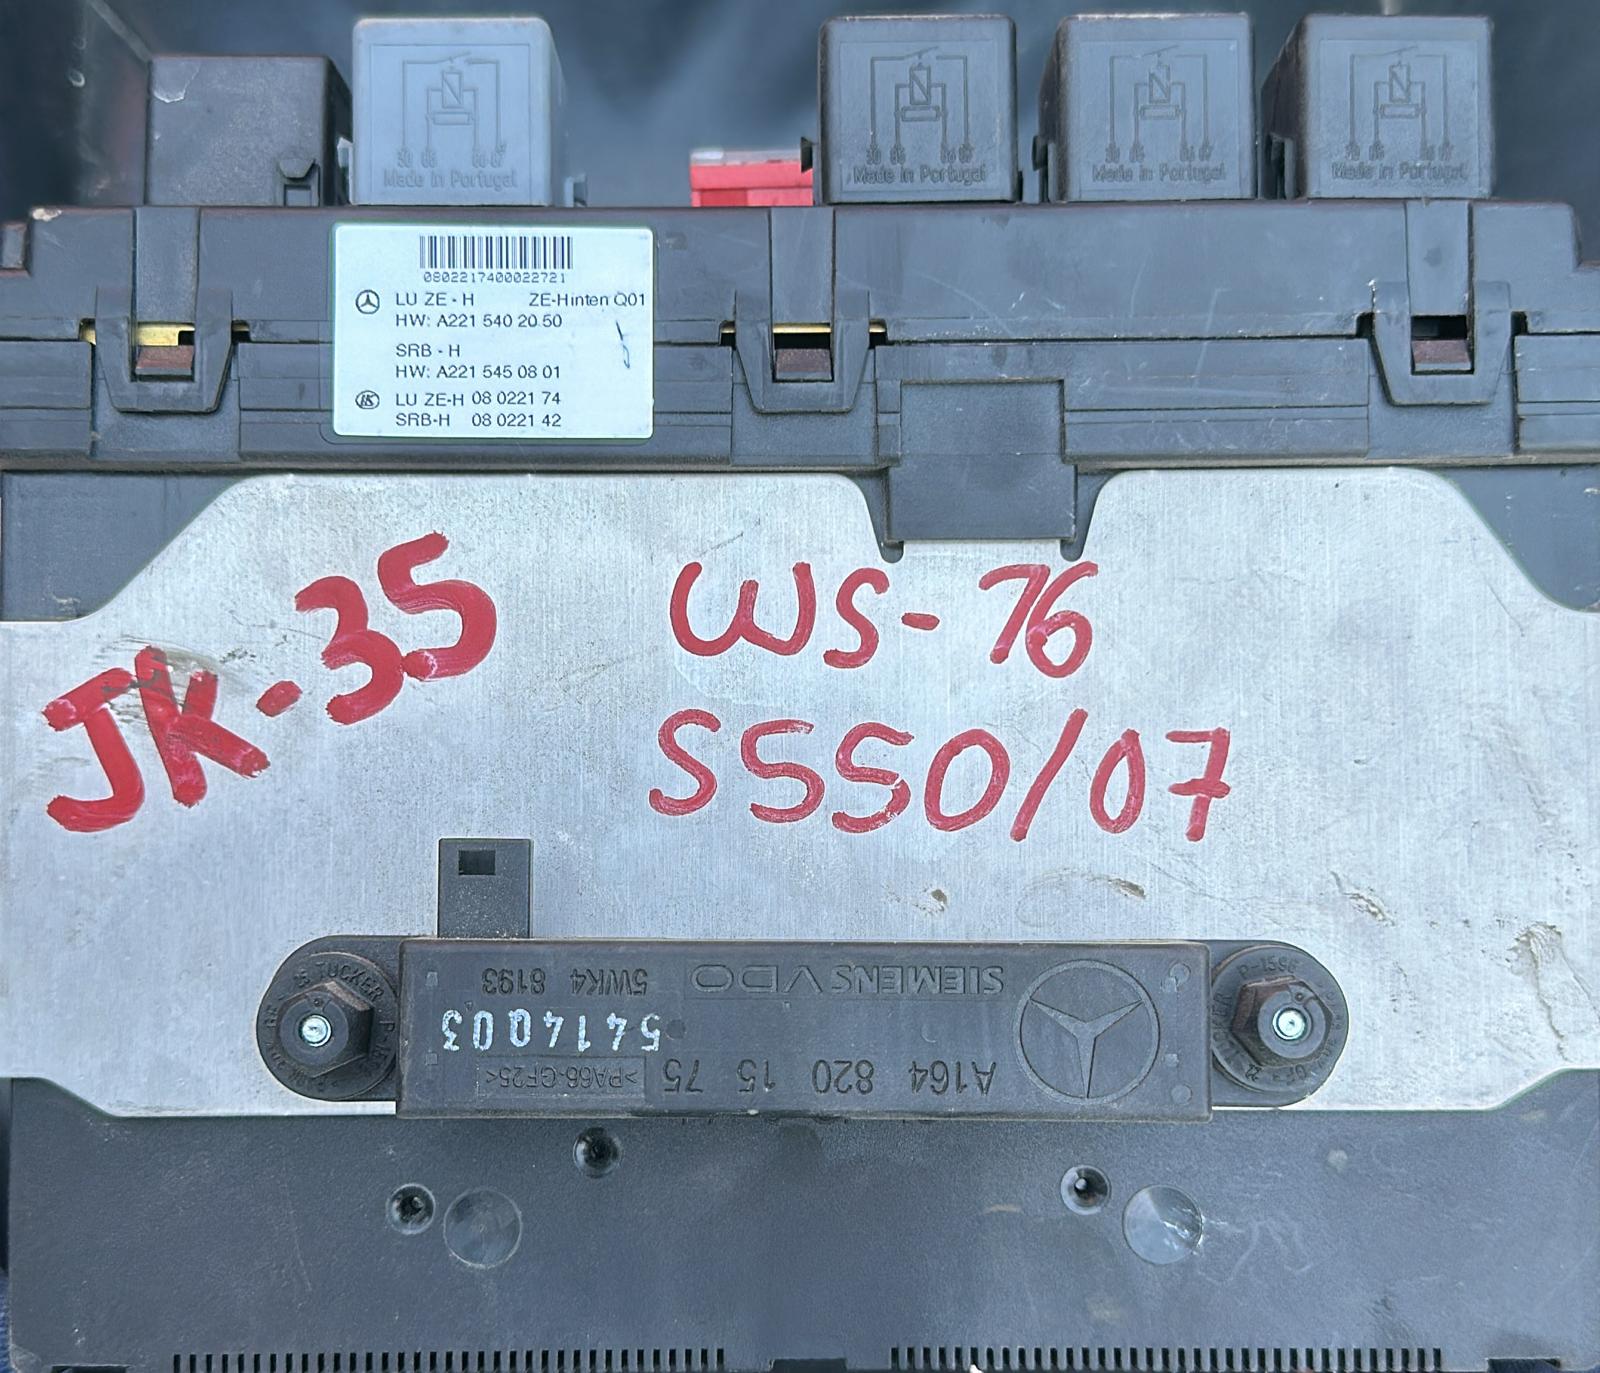 Made in Portugal
Made in Portugal
Made in Portugal
Made in Portugal
0802217400022721
LU ZE - H ZE-Hinten Q01
HW: A221 540 20 50
SRB - H
HW: A221 545 08 01
LU ZE-H 08 0221 74
SRB-H 08 0221 42
JK-35
WS-76
S550/07
TUCKER
SIEMENS VDO 5WK4 8193
5414Q03
A164 820 15 75 >PA66-GF25<